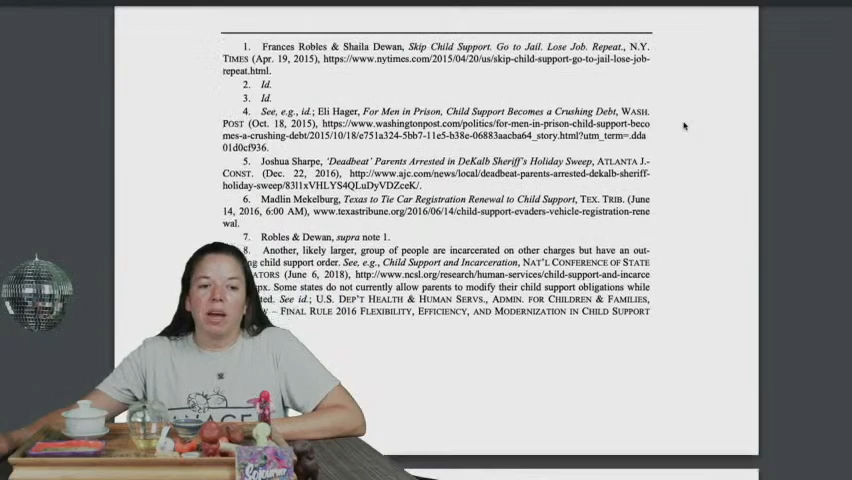 1. Frances Robles & Shaila Dewan, Skip Child Support. Go to Jail. Lose Job. Repeat., N.Y.
TIMES (Apr. 19, 2015), https://www.nytimes.com/2015/04/20/us/skip-child-support-go-to-jail-lose-job-
repeat.html.
2. Id.
3. Id.
4. See, e.g., id.; Eli Hager, For Men in Prison, Child Support Becomes a Crushing Debt, WASH.
POST (Oct. 18, 2015), https://www.washingtonpost.com/politics/for-men-in-prison-child-support-beco
mes-a-crushing-debt/2015/10/18/e751a324-5bb7-11e5-b38e-06883aacba64_story.html?utm_term=.dda
01d0cf936.
5. Joshua Sharpe, 'Deadbeat' Parents Arrested in DeKalb Sheriff's Holiday Sweep, ATLANTA J.-
CONST. (Dec. 22, 2016), http://www.ajc.com/news/local/deadbeat-parents-arrested-dekalb-sheriff-
holiday-sweep/83l1xVHLYS4QLuDyVDZceK/.
6. Madlin Mekelburg, Texas to Tie Car Registration Renewal to Child Support, TEX. TRIB. (June
14, 2016, 6:00 AM), www.texastribune.org/2016/06/14/child-support-evaders-vehicle-registration-rene
wal.
7. Robles & Dewan, supra note 1.
8. Another, likely larger, group of people are incarcerated on other charges but have an out-
child support order. See, e.g., Child Support and Incarceration, NAT'L CONFERENCE OF STATE
ATORS (June 6, 2018), http://www.ncsl.org/research/human-services/child-support-and-incarce
px. Some states do not currently allow parents to modify their child support obligations while
ted. See id.; U.S. DEP'T HEALTH & HUMAN SERVS., ADMIN. FOR CHILDREN & FAMILIES,
– FINAL RULE 2016 FLEXIBILITY, EFFICIENCY, AND MODERNIZATION IN CHILD SUPPORT
Sojourn